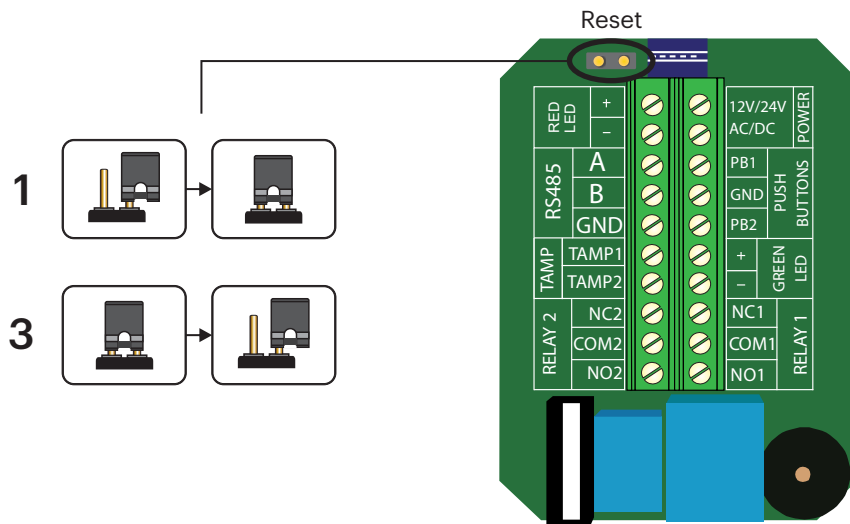 Reset
1
3
RED LED
+
−
RS485
A
B
GND
TAMP
TAMP1
TAMP2
RELAY 2
NC2
COM2
NO2
12V/24V
AC/DC
POWER
PB1
GND
PB2
PUSH BUTTONS
+
−
GREEN LED
NC1
COM1
NO1
RELAY 1